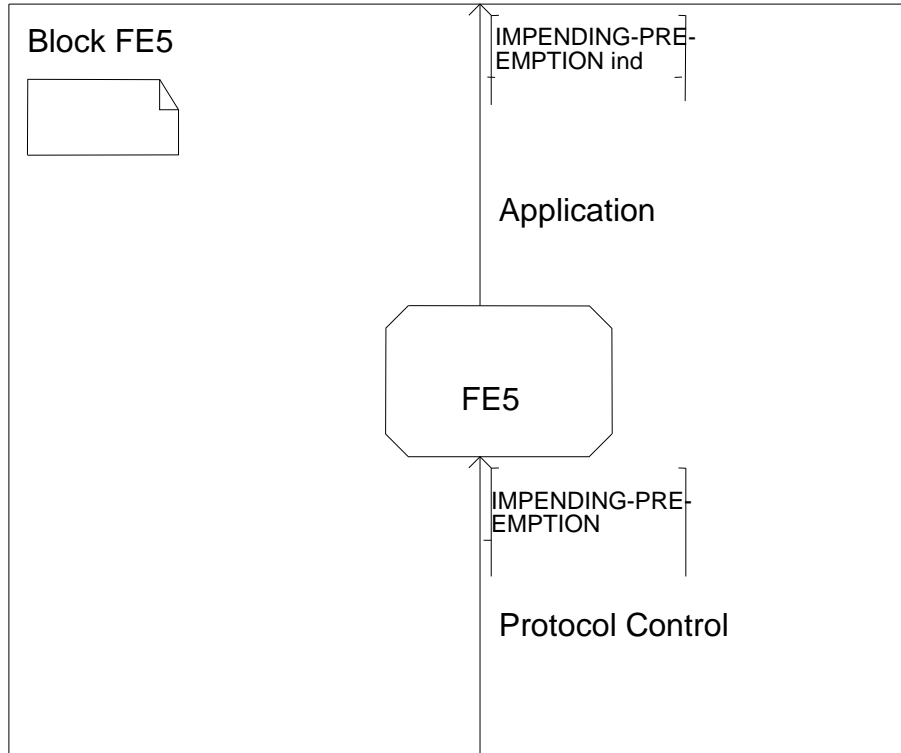 Block FE5
IMPENDING-PRE-
EMPTION ind
Application
FE5
IMPENDING-PRE-
EMPTION
Protocol Control